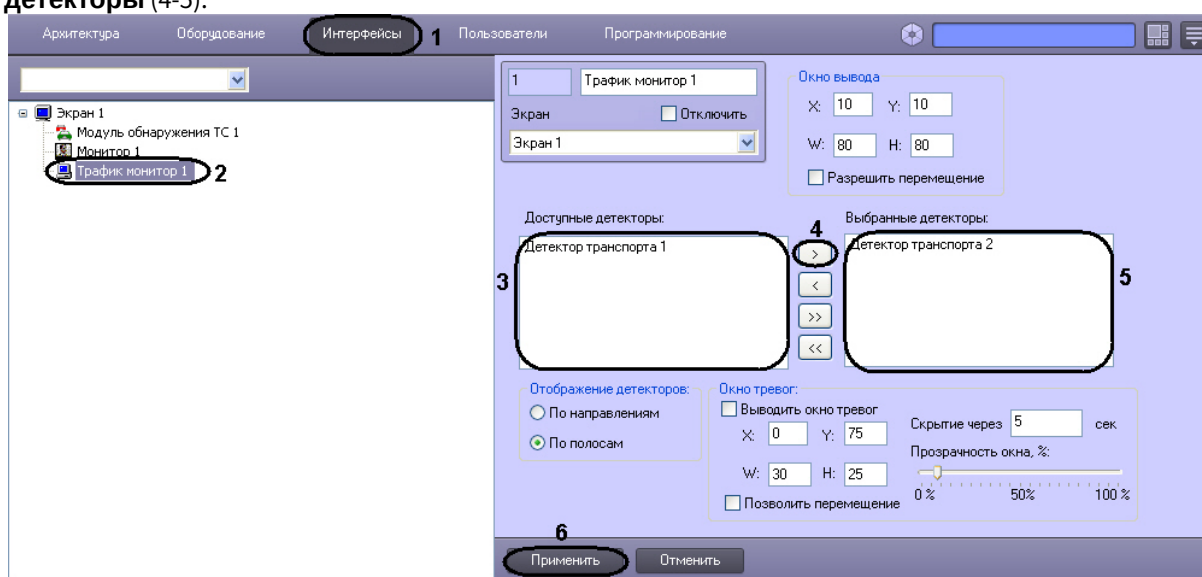 детекторы (4-5).
Архитектура Оборудование Интерфейсы 1 Пользователи Программирование
Экран 1
Модуль обнаружения ТС 1
Монитор 1
Трафик монитор 1 2
1 Трафик монитор 1
Экран Отключить
Экран 1
Окно вывода
X: 10 Y: 10
W: 80 H: 80
Разрешить перемещение
Доступные детекторы: 4 Выбранные детекторы:
Детектор транспорта 1 > Детектор транспорта 2
3 < 5
>>
<<
Отображение детекторов:
По направлениям
По полосам
Окно тревог:
Выводить окно тревог
X: 0 Y: 75
W: 30 H: 25
Позволить перемещение
Скрытие через 5 сек
Прозрачность окна, %:
0 % 50% 100 %
6
Применить Отменить